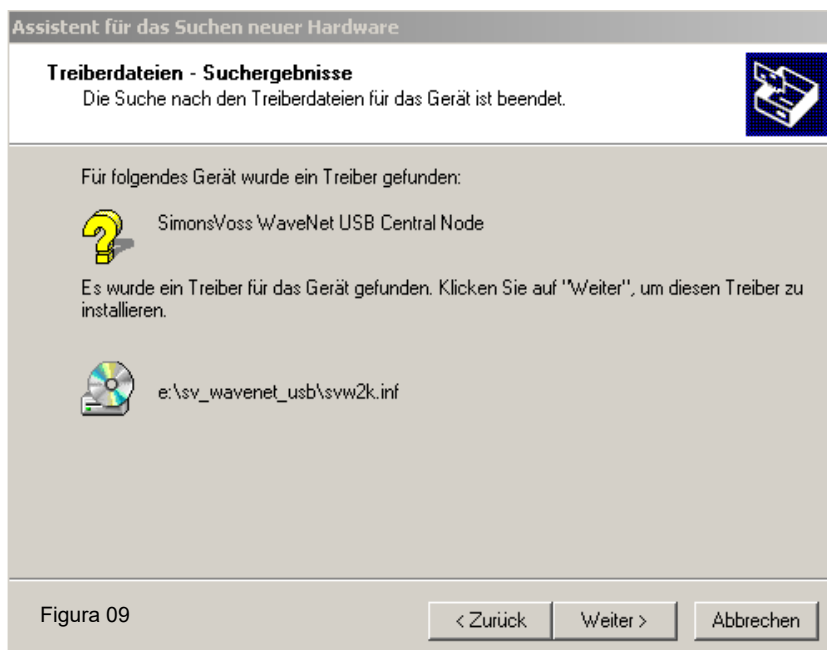 Assistent für das Suchen neuer Hardware
Treiberdateien - Suchergebnisse
Die Suche nach den Treiberdateien für das Gerät ist beendet.
Für folgendes Gerät wurde ein Treiber gefunden:
SimonsVoss WaveNet USB Central Node
Es wurde ein Treiber für das Gerät gefunden. Klicken Sie auf "Weiter", um diesen Treiber zu
installieren.
e:\sv_wavenet_usb\svw2k.inf
Figura 09
< Zurück
Weiter >
Abbrechen